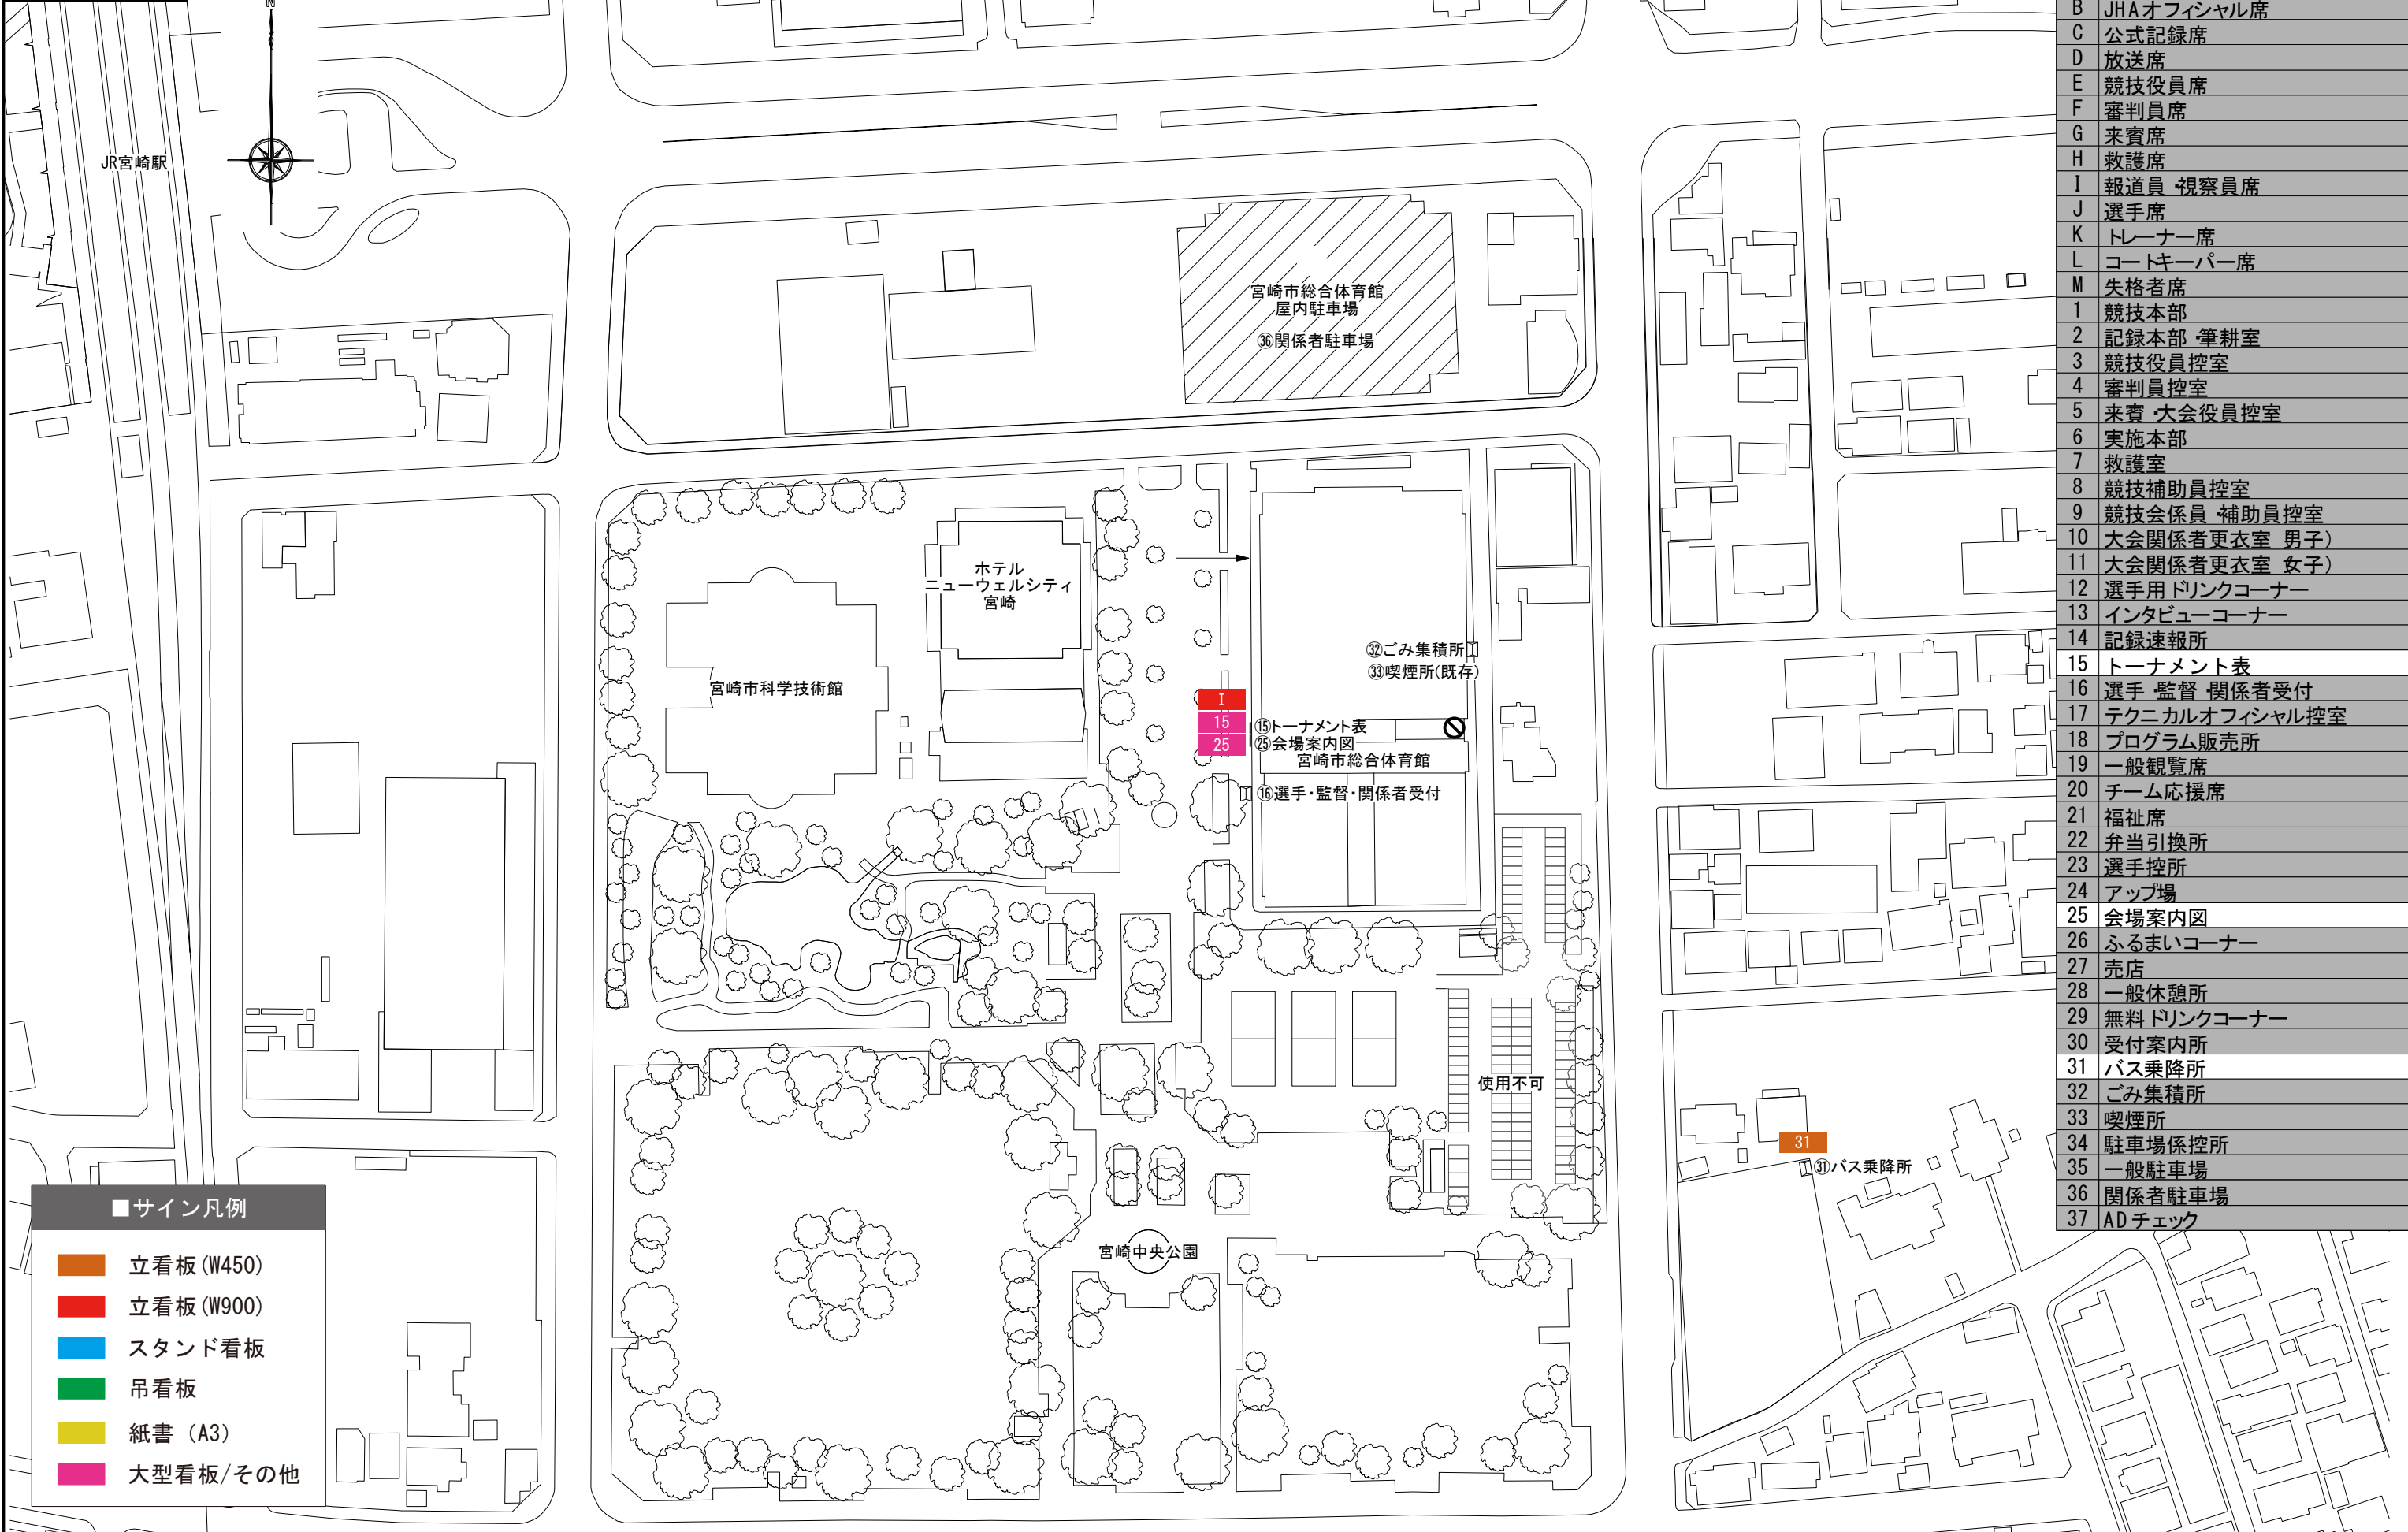 N
JR宮崎駅
宮崎市総合体育館
屋内駐車場
㊱関係者駐車場
ホテル
ニューウェルシティ
宮崎
宮崎市科学技術館
㉜ごみ集積所
㉝喫煙所(既存)
I
15
25
⑮トーナメント表
㉕会場案内図
宮崎市総合体育館
⑯選手・監督・関係者受付
使用不可
31
㉛バス乗降所
宮崎中央公園
■サイン凡例
立看板(W450)
立看板(W900)
スタンド看板
吊看板
紙書 (A3)
大型看板/その他
B JHAオフィシャル席
C 公式記録席
D 放送席
E 競技役員席
F 審判員席
G 来賓席
H 救護席
I 報道員・視察員席
J 選手席
K トレーナー席
L コートキーパー席
M 失格者席
1 競技本部
2 記録本部・筆耕室
3 競技役員控室
4 審判員控室
5 来賓・大会役員控室
6 実施本部
7 救護室
8 競技補助員控室
9 競技会係員・補助員控室
10 大会関係者更衣室 男子)
11 大会関係者更衣室 女子)
12 選手用ドリンクコーナー
13 インタビューコーナー
14 記録速報所
15 トーナメント表
16 選手・監督・関係者受付
17 テクニカルオフィシャル控室
18 プログラム販売所
19 一般観覧席
20 チーム応援席
21 福祉席
22 弁当引換所
23 選手控所
24 アップ場
25 会場案内図
26 ふるまいコーナー
27 売店
28 一般休憩所
29 無料ドリンクコーナー
30 受付案内所
31 バス乗降所
32 ごみ集積所
33 喫煙所
34 駐車場係控所
35 一般駐車場
36 関係者駐車場
37 ADチェック